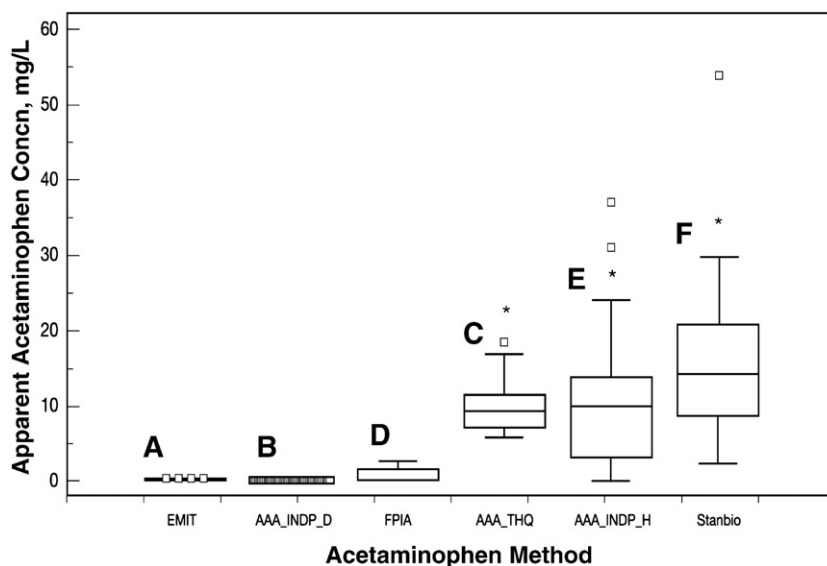 Apparent Acetaminophen Concn, mg/L
60
50
40
30
20
10
0
A
B
D
C
E
F
*
*
*
EMIT
AAA_INDP_D
FPIA
AAA_THQ
AAA_INDP_H
Stanbio
Acetaminophen Method